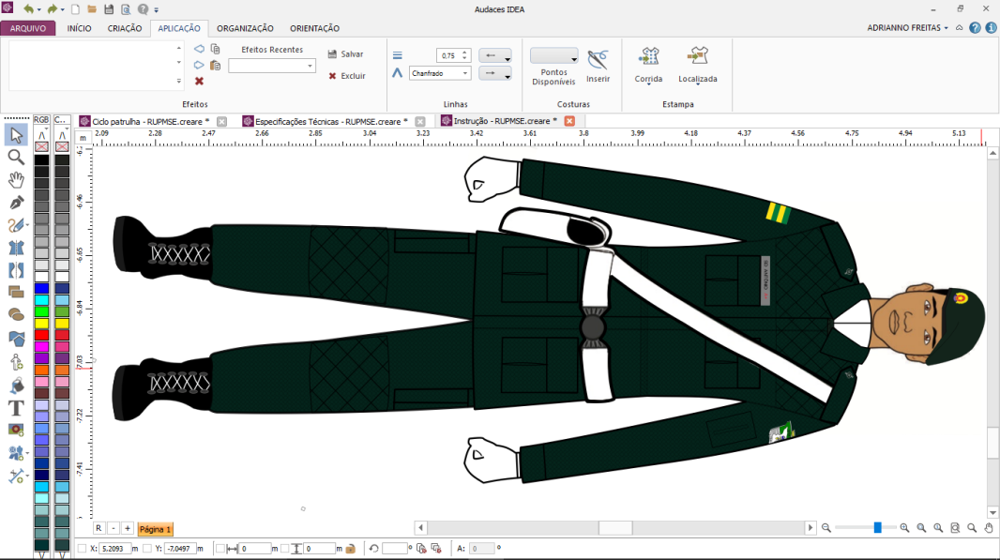 Audaces IDEA
ARQUIVO INÍCIO CRIAÇÃO APLICAÇÃO ORGANIZAÇÃO ORIENTAÇÃO ADRIANNO FREITAS
Efeitos Recentes
Salvar
Excluir
Efeitos
0,75
Chanfrado
Linhas
Pontos Disponíveis
Inserir
Costuras
Corrida
Localizada
Estampa
RGB C...
Ciclo patrulha - RUPMSE.creare *
Especificações Técnicas - RUPMSE.creare *
Instrução - RUPMSE.creare *
m 2.09 2.28 2.47 2.66 2.85 3.04 3.23 3.42 3.61 3.8 3.99 4.18 4.37 4.56 4.75 4.94 5.13
-6.46
-6.65
-6.84
-7.03
-7.22
-7.41
R - + Página 1
X: 5,2093 m Y: -7,0497 m 0 m 0 m ° A: 0 °